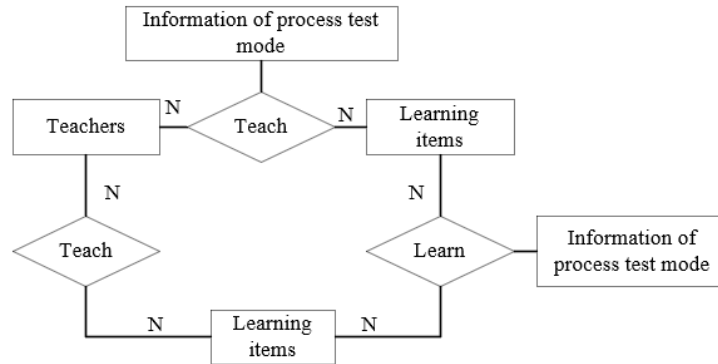 Information of process test
mode
N
Teachers
Teach
N
Learning
items
N
N
Teach
Learn
Information of
process test mode
N
Learning
items
N